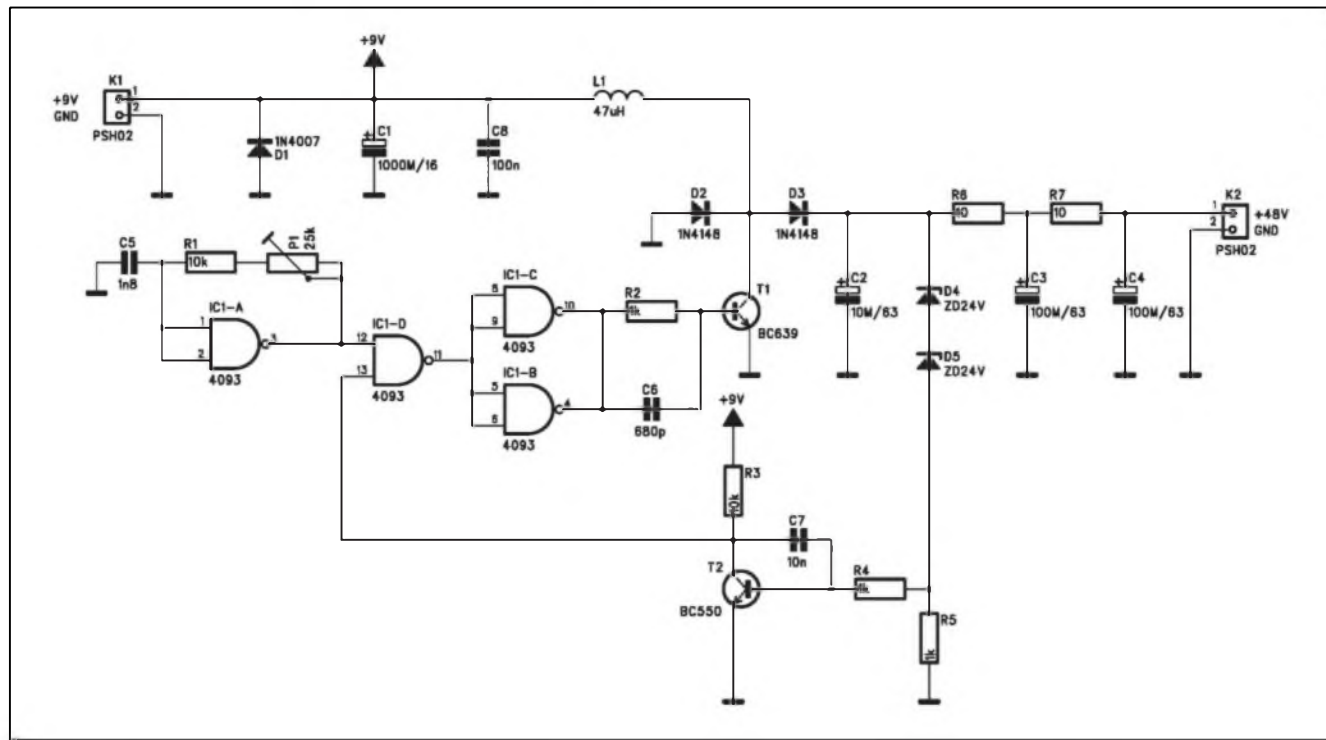 +9V
K1
1
2
+9V
GND
PSH02
1N4007
D1
+
C1
1000M/16
C8
100n
L1
47uH
D2
1N4148
D3
1N4148
R6
10
R7
10
K2
1
2
+48V
GND
PSH02
C5
1n8
R1
10k
P1
25k
IC1-A
1
2
3
4093
IC1-D
12
13
11
4093
IC1-C
8
9
10
4093
IC1-B
5
6
4
4093
R2
1k
C6
680p
T1
BC639
+
C2
10M/63
D4
ZD24V
D5
ZD24V
+
C3
100M/63
+
C4
100M/63
+9V
R3
10k
C7
10n
T2
BC550
R4
1k
R5
1k